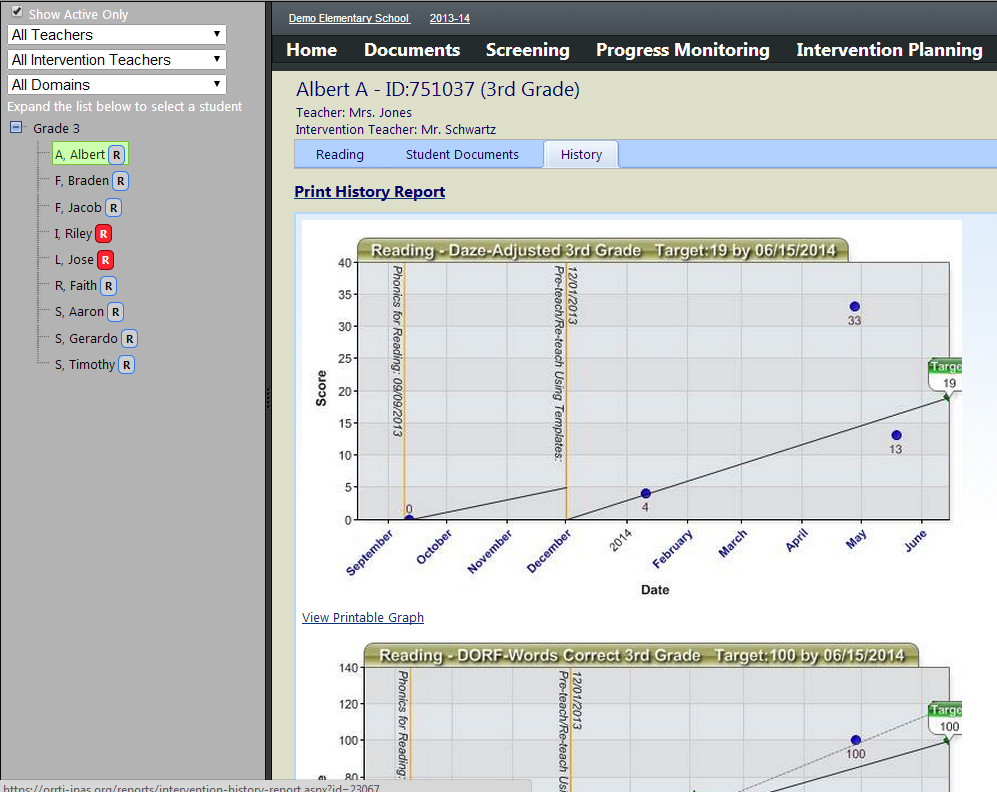 Show Active Only
All Teachers
All Intervention Teachers
All Domains
Expand the list below to select a student
Grade 3
A, Albert R
F, Braden R
F, Jacob R
I, Riley R
L, Jose R
R, Faith R
S, Aaron R
S, Gerardo R
S, Timothy R
Demo Elementary School 2013-14
Home Documents Screening Progress Monitoring Intervention Planning
Albert A - ID:751037 (3rd Grade)
Teacher: Mrs. Jones
Intervention Teacher: Mr. Schwartz
Reading Student Documents History
Print History Report
Reading - Daze-Adjusted 3rd Grade Target:19 by 06/15/2014
40
35
30
25
20
15
10
5
0
Score
Phonics for Reading: 09/09/2013
12/01/2013
Pre-teach/Re-teach Using Templates:
0
4
33
13
Targe
19
September October November December 2014 February March April May June
Date
View Printable Graph
Reading - DORF-Words Correct 3rd Grade Target:100 by 06/15/2014
140
120
100
80
Phonics for Reading:
12/01/2013
Pre-teach/Re-teach Usi
100
Targe
100
https://orrti-inas.org/reports/intervention-history-report.aspx?id=23067